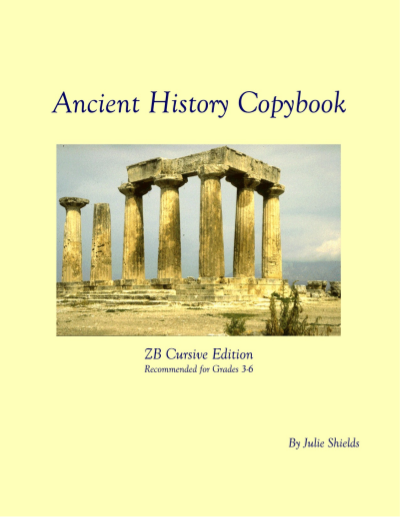 Ancient History Copybook
ZB Cursive Edition
Recommended for Grades 3-6
By Julie Shields